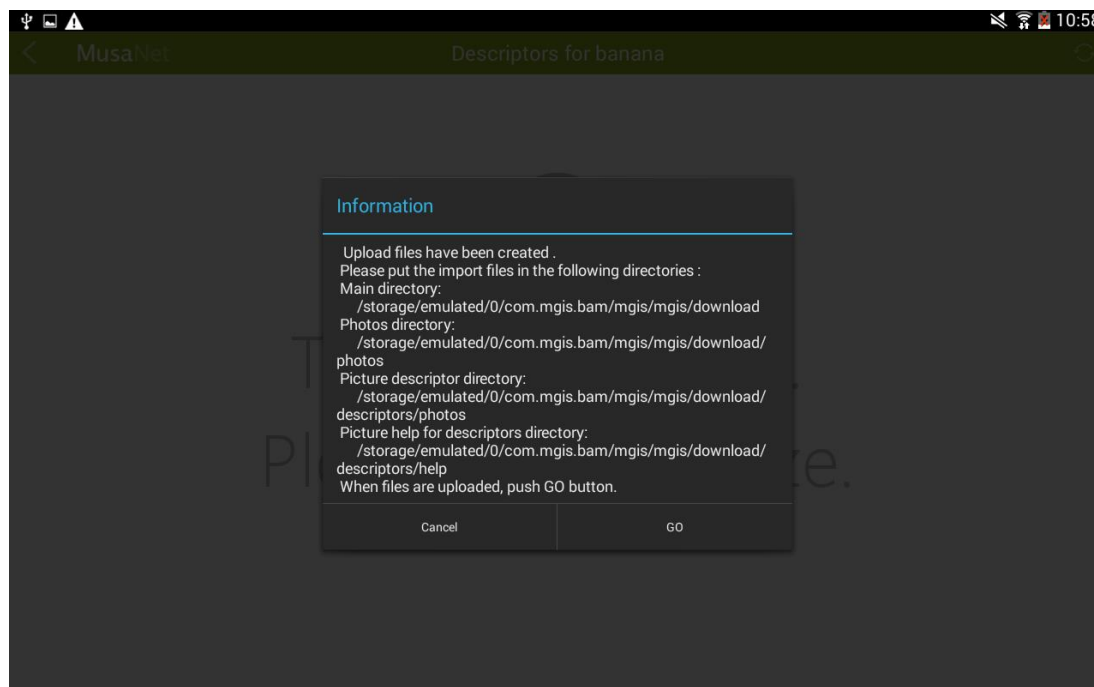 10:58
MusaNet
Descriptors for banana
Information
Upload files have been created .
Please put the import files in the following directories :
Main directory:
/storage/emulated/0/com.mgis.bam/mgis/mgis/download
Photos directory:
/storage/emulated/0/com.mgis.bam/mgis/mgis/download/
photos
Picture descriptor directory:
/storage/emulated/0/com.mgis.bam/mgis/mgis/download/
descriptors/photos
Picture help for descriptors directory:
/storage/emulated/0/com.mgis.bam/mgis/mgis/download/
descriptors/help
When files are uploaded, push GO button.
Cancel
GO